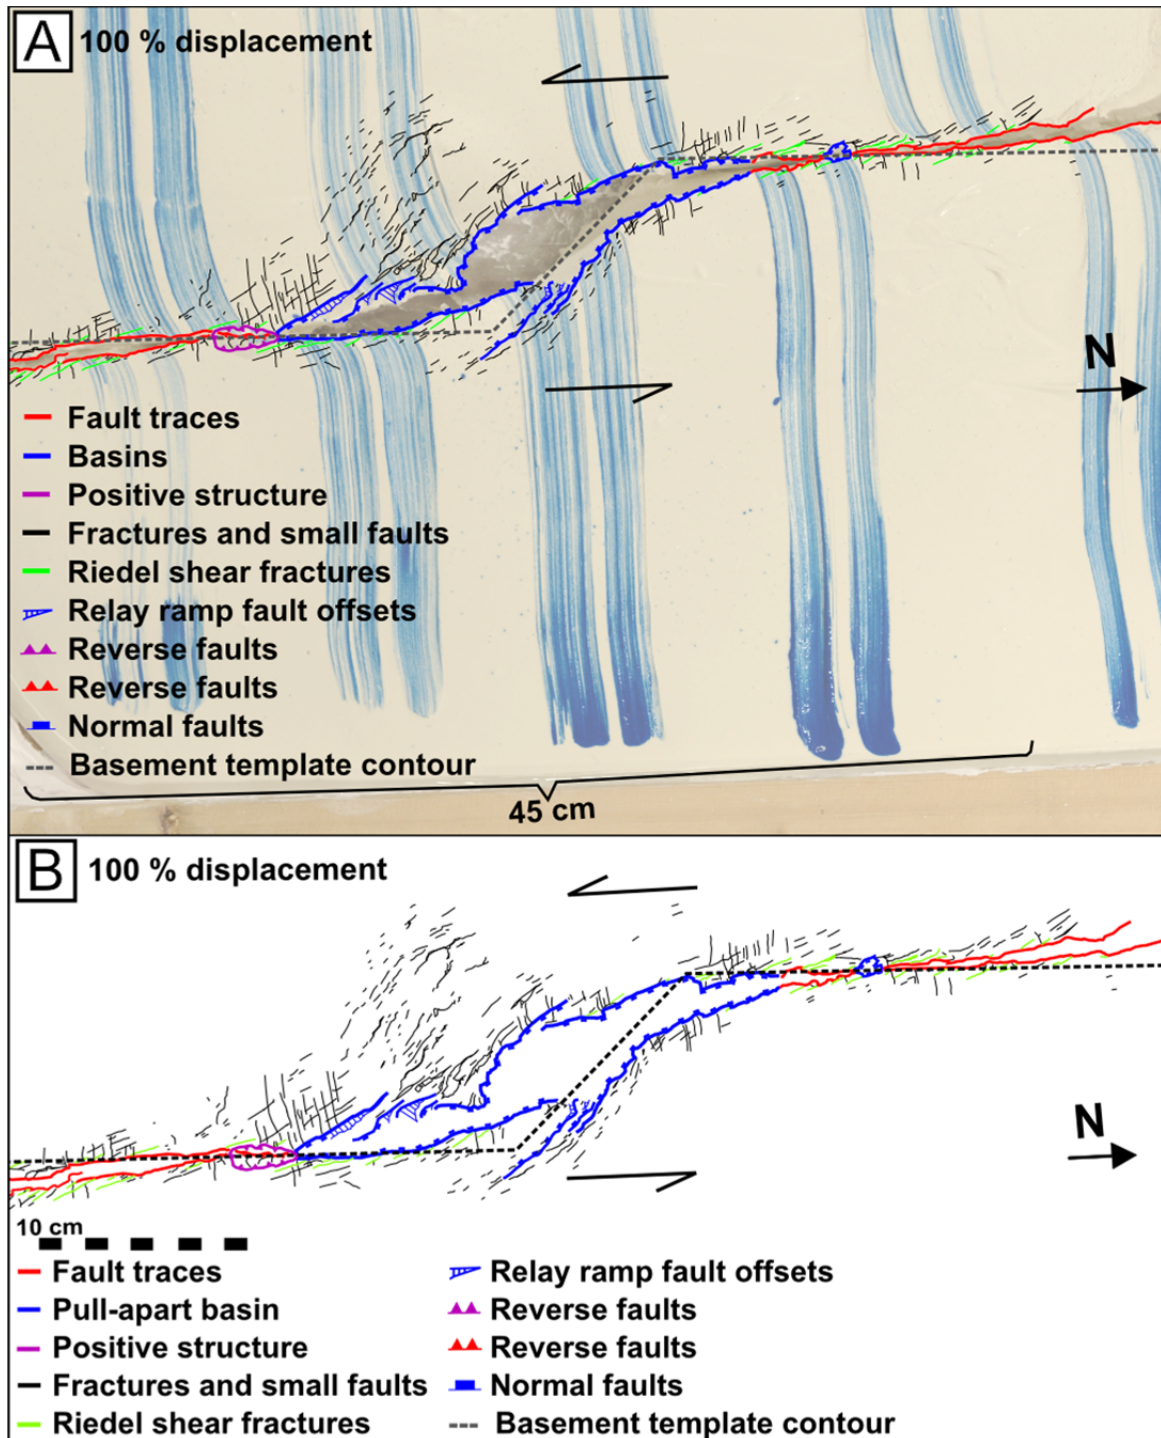 A
100 % displacement
N
Fault traces
Basins
Positive structure
Fractures and small faults
Riedel shear fractures
Relay ramp fault offsets
Reverse faults
Reverse faults
Normal faults
Basement template contour
45 cm
B
100 % displacement
N
10 cm
Fault traces
Pull-apart basin
Positive structure
Fractures and small faults
Riedel shear fractures
Relay ramp fault offsets
Reverse faults
Reverse faults
Normal faults
Basement template contour